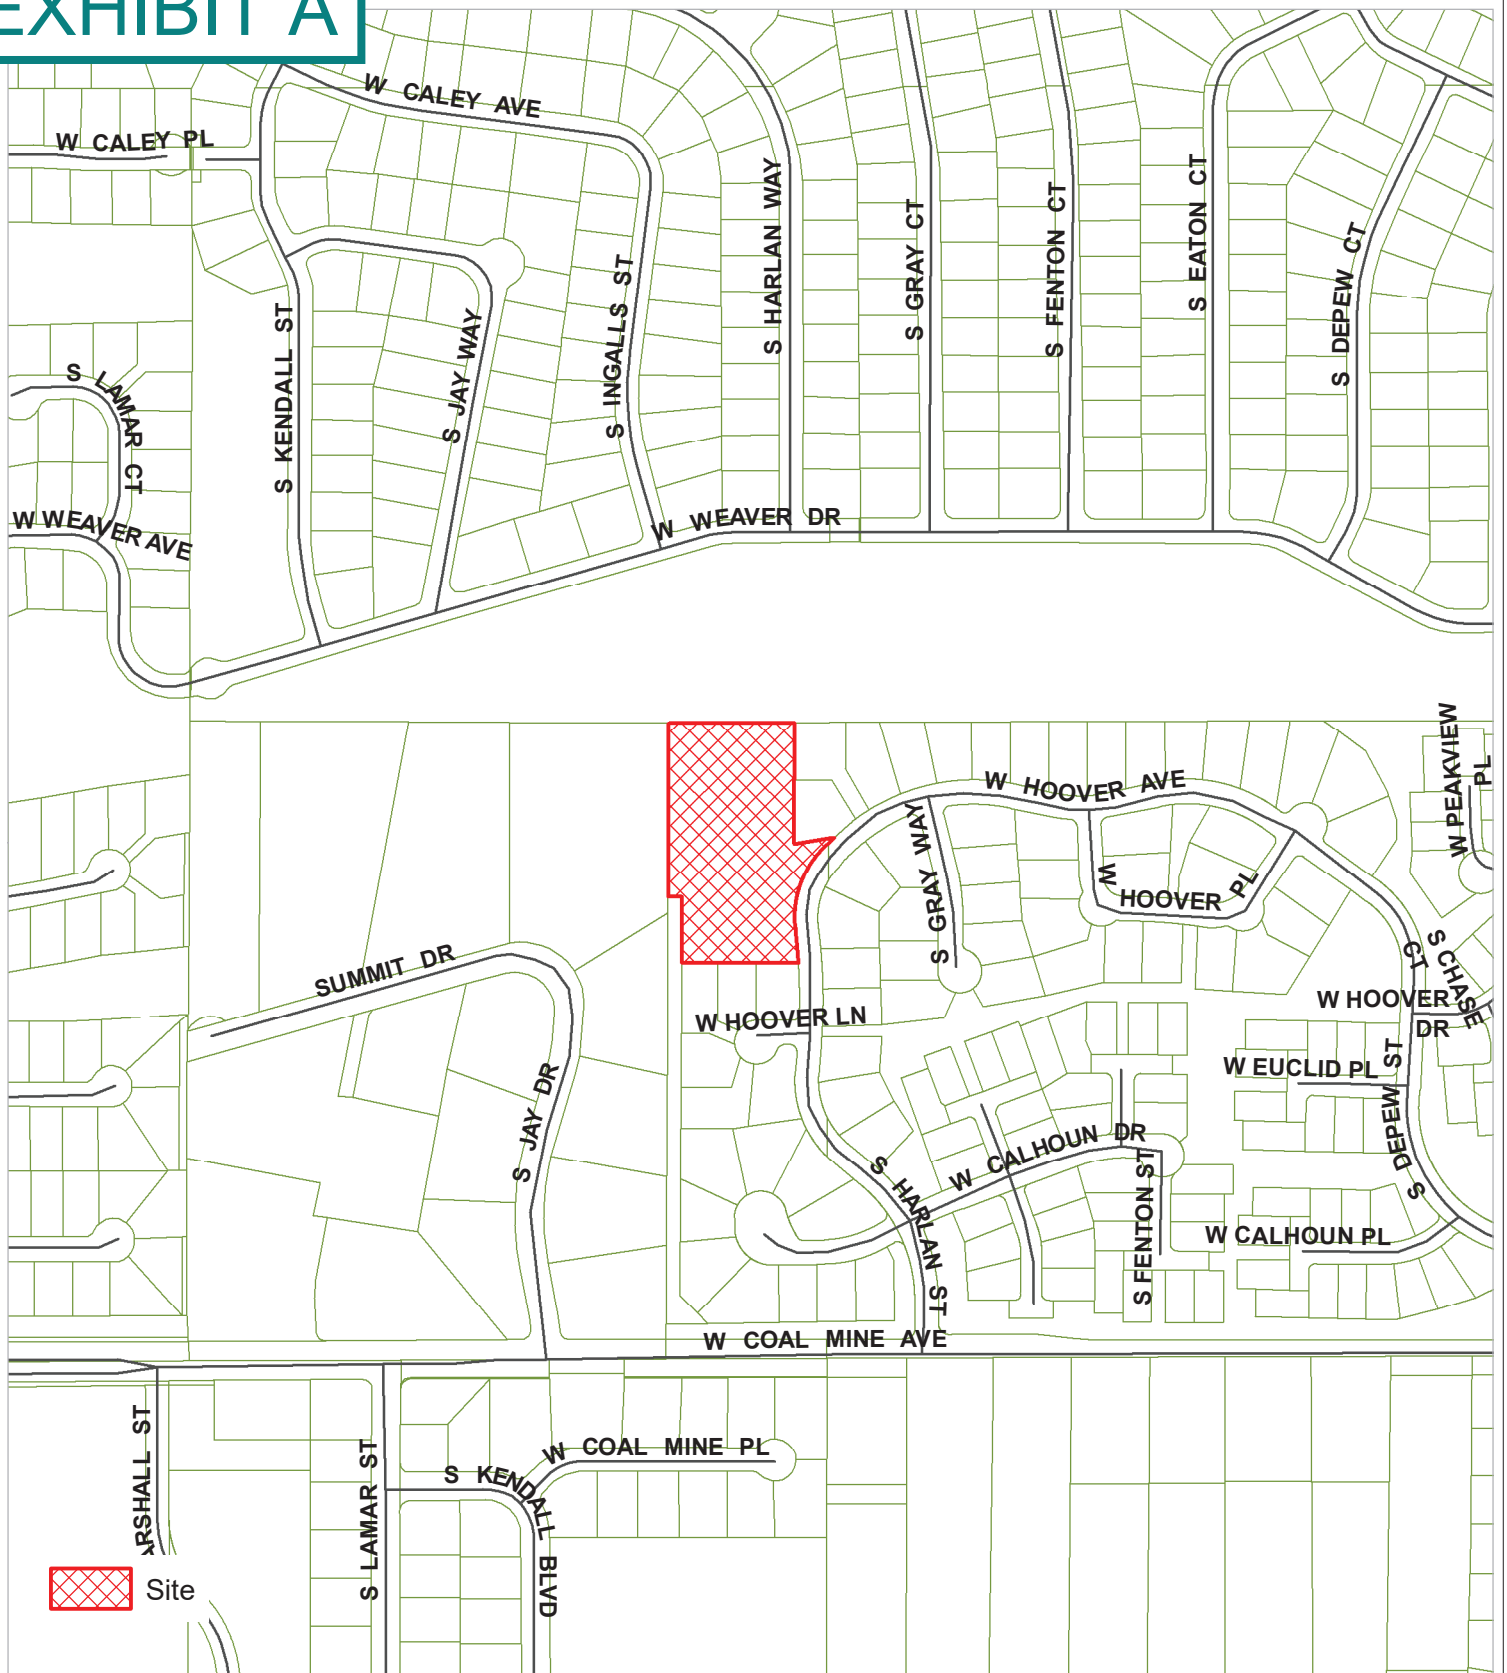 EXHIBIT A
W CALEY AVE
W CALEY PL
S HARLAN WAY
S GRAY CT
S FENTON CT
S EATON CT
S DEPEW CT
S INGALLS ST
S JAY WAY
S KENDALL ST
S LAMAR CT
W WEAVER AVE
W WEAVER DR
W PEAKVIEW
PL
W HOOVER AVE
S GRAY WAY
W HOOVER PL
SUMMIT DR
S CHASE
CT
W HOOVER
DR
W HOOVER LN
W EUCLID PL
S DEPEW ST
S JAY DR
W CALHOUN DR
S HARLAN ST
S FENTON ST
W CALHOUN PL
W COAL MINE AVE
RSHALL ST
S LAMAR ST
W COAL MINE PL
S KENDALL BLVD
Site